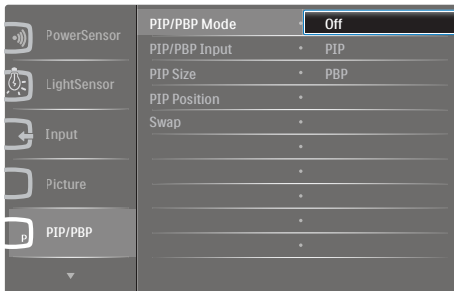 PowerSensor
LightSensor
Input
Picture
P
PIP/PBP
PIP/PBP Mode • Off
PIP/PBP Input • PIP
PIP Size • PBP
PIP Position •
Swap •